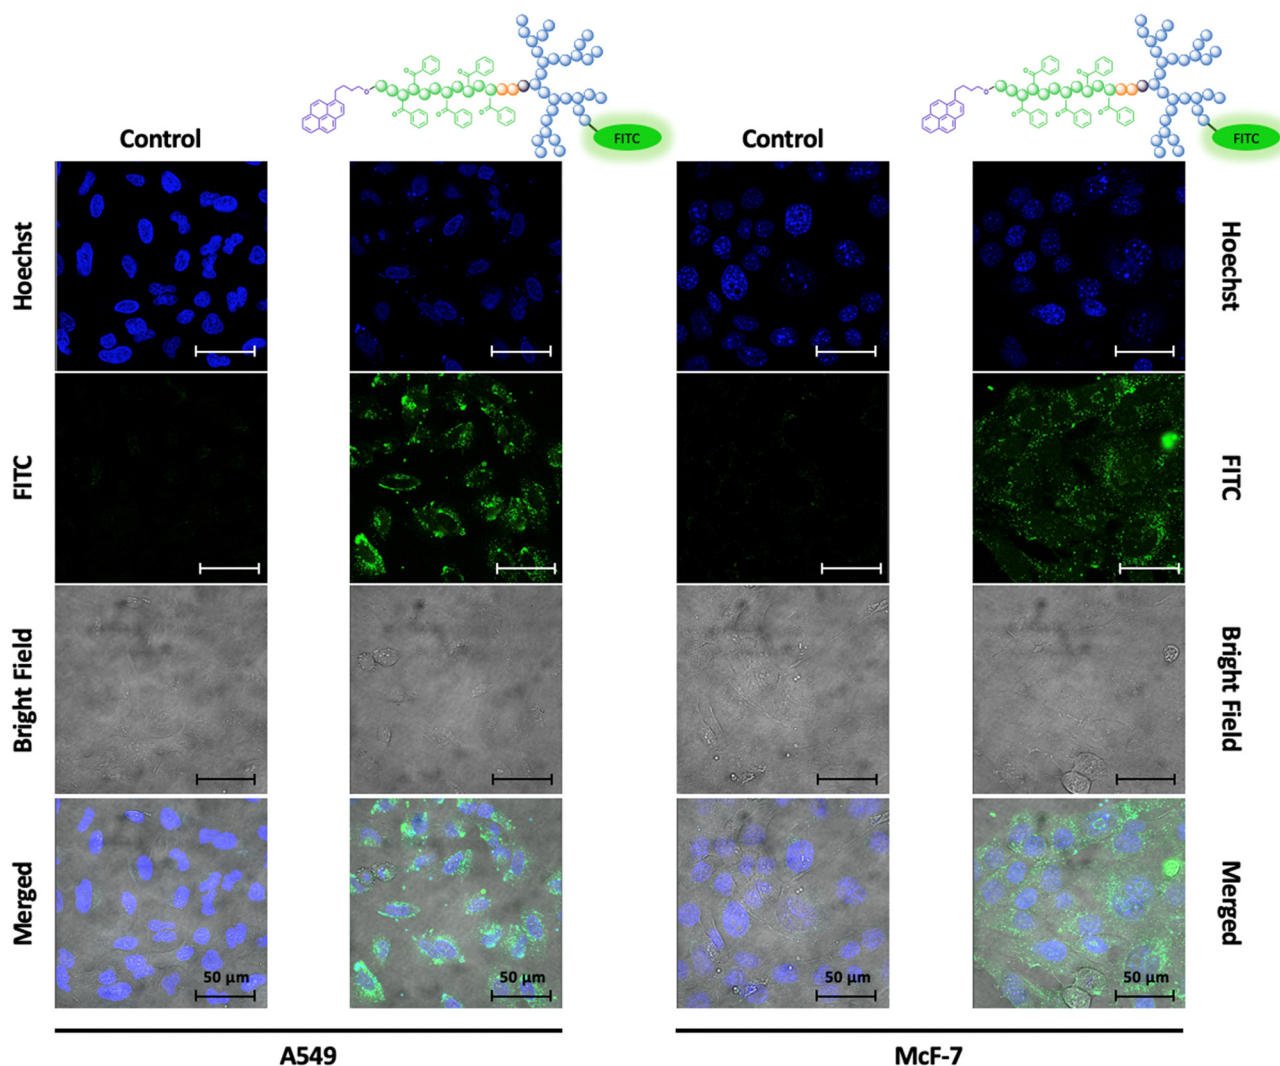 FITC
FITC
Control
Control
Hoechst
Hoechst
FITC
FITC
Bright Field
Bright Field
Merged
Merged
50 μm
50 μm
50 μm
50 μm
A549
McF-7